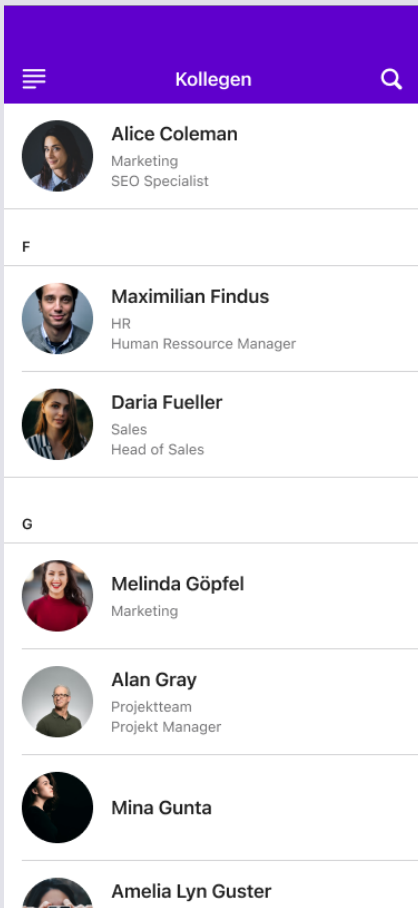 Kollegen
Alice Coleman
Marketing
SEO Specialist
F
Maximilian Findus
HR
Human Ressource Manager
Daria Fueller
Sales
Head of Sales
G
Melinda Göpfel
Marketing
Alan Gray
Projektteam
Projekt Manager
Mina Gunta
Amelia Lyn Guster